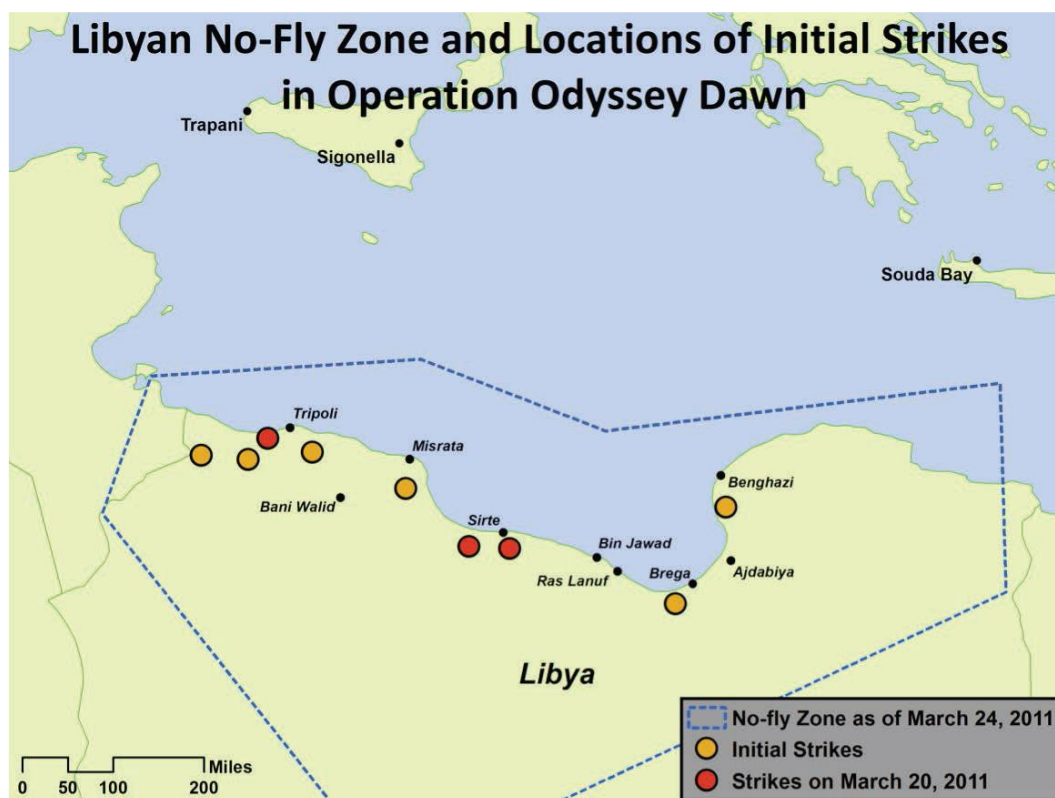 Libyan No-Fly Zone and Locations of Initial Strikes
in Operation Odyssey Dawn
Trapani
Sigonella
Souda Bay
Tripoli
Misrata
Benghazi
Bani Walid
Sirte
Bin Jawad
Ras Lanuf
Brega
Ajdabiya
Libya
No-fly Zone as of March 24, 2011
Initial Strikes
Strikes on March 20, 2011
Miles
0 50 100 200